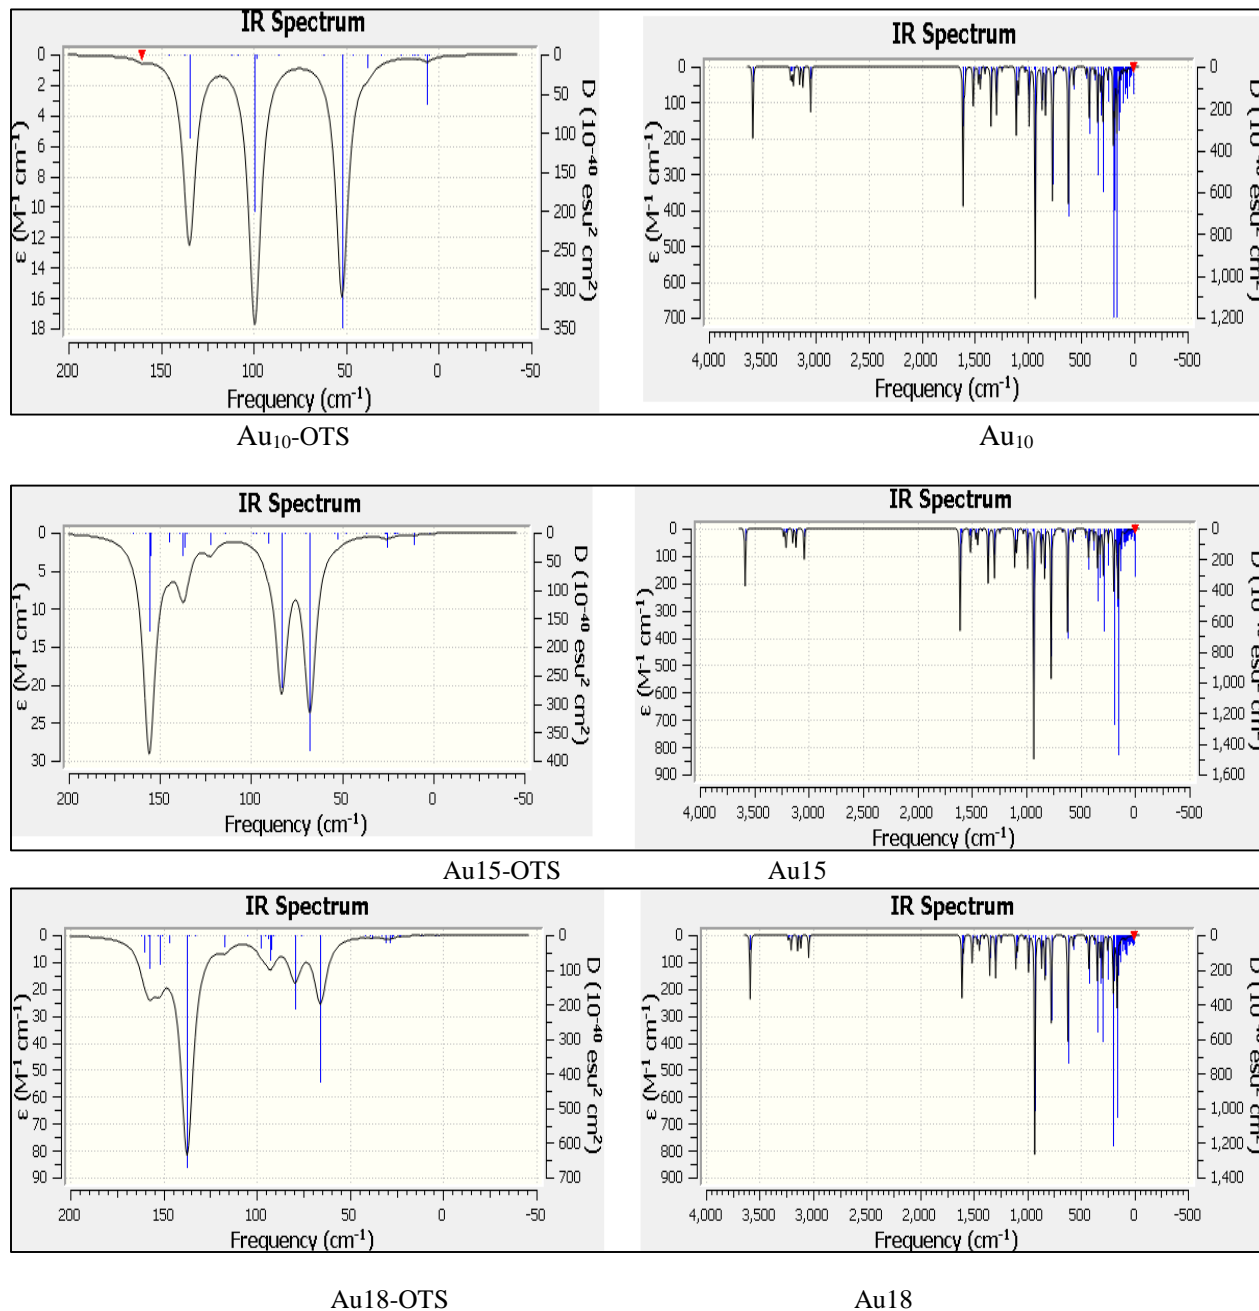 IR Spectrum
0 2 4 6 8 10 12 14 16 18
ε (M⁻¹ cm⁻¹)
0 50 100 150 200 250 300 350
D (10⁻⁴⁰ esu² cm²)
200 150 100 50 0 -50
Frequency (cm⁻¹)
IR Spectrum
0 100 200 300 400 500 600 700
ε (M⁻¹ cm⁻¹)
0 200 400 600 800 1,000 1,200
D (10⁻⁴⁰ esu² cm²)
4,000 3,500 3,000 2,500 2,000 1,500 1,000 500 0 -500
Frequency (cm⁻¹)
Au₁₀-OTS Au₁₀
IR Spectrum
0 5 10 15 20 25 30
ε (M⁻¹ cm⁻¹)
0 50 100 150 200 250 300 350 400
D (10⁻⁴⁰ esu² cm²)
200 150 100 50 0 -50
Frequency (cm⁻¹)
IR Spectrum
0 100 200 300 400 500 600 700 800 900
ε (M⁻¹ cm⁻¹)
0 200 400 600 800 1,000 1,200 1,400 1,600
D (10⁻⁴⁰ esu² cm²)
4,000 3,500 3,000 2,500 2,000 1,500 1,000 500 0 -500
Frequency (cm⁻¹)
Au15-OTS Au15
IR Spectrum
0 10 20 30 40 50 60 70 80 90
ε (M⁻¹ cm⁻¹)
0 100 200 300 400 500 600 700
D (10⁻⁴⁰ esu² cm²)
200 150 100 50 0 -50
Frequency (cm⁻¹)
IR Spectrum
0 100 200 300 400 500 600 700 800 900
ε (M⁻¹ cm⁻¹)
0 200 400 600 800 1,000 1,200 1,400
D (10⁻⁴⁰ esu² cm²)
4,000 3,500 3,000 2,500 2,000 1,500 1,000 500 0 -500
Frequency (cm⁻¹)
Au18-OTS Au18